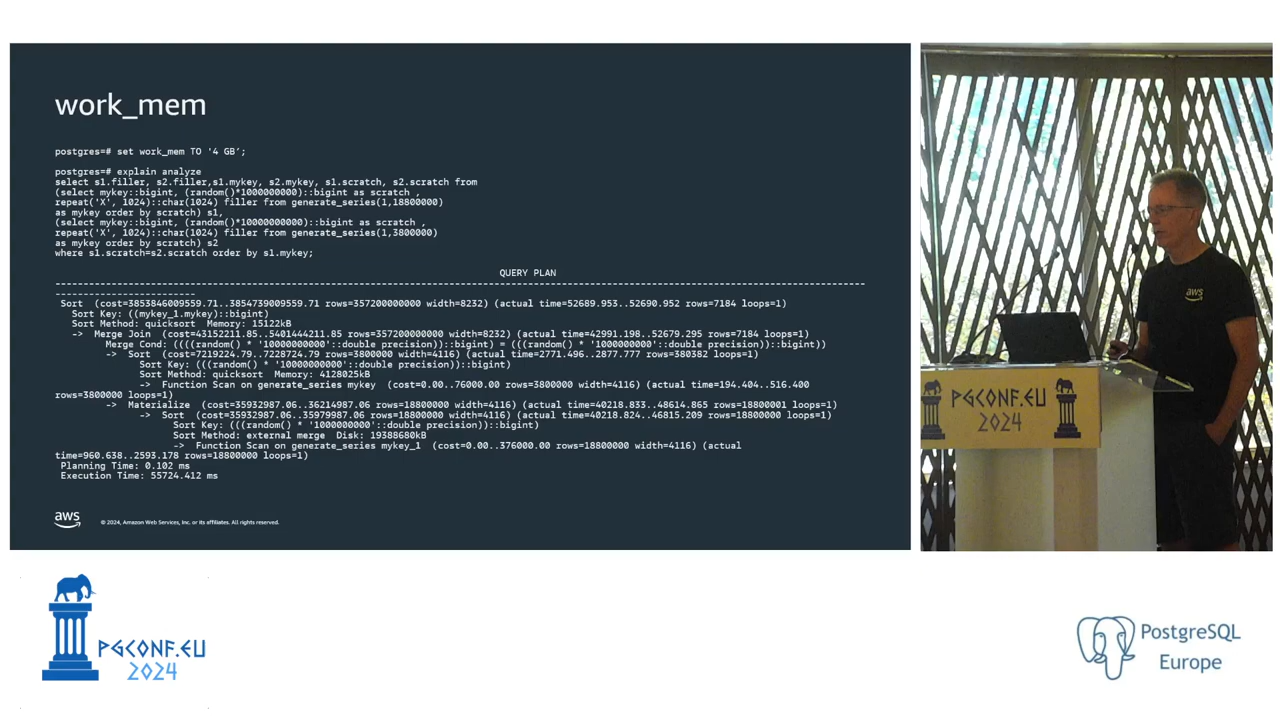 work_mem
postgres=# set work_mem TO '4 GB';
postgres=# explain analyze
select s1.filler, s2.filler,s1.mykey, s2.mykey, s1.scratch, s2.scratch from
(select mykey::bigint, (random()*1000000000)::bigint as scratch ,
repeat('X', 1024)::char(1024) filler from generate_series(1,18800000)
as mykey order by scratch) s1,
(select mykey::bigint, (random()*10000000000)::bigint as scratch ,
repeat('X', 1024)::char(1024) filler from generate_series(1,3800000)
as mykey order by scratch) s2
where s1.scratch=s2.scratch order by s1.mykey;
QUERY PLAN
Sort (cost=3853846009559.71..3854739009559.71 rows=357200000000 width=8232) (actual time=52689.953..52690.952 rows=7184 loops=1)
Sort Key: ((mykey_1.mykey)::bigint)
Sort Method: quicksort Memory: 15122kB
-> Merge Join (cost=43152211.85..5401444211.85 rows=357200000000 width=8232) (actual time=42991.198..52679.295 rows=7184 loops=1)
Merge Cond: ((((random() * '10000000000'::double precision))::bigint) = (((random() * '10000000000'::double precision))::bigint))
-> Sort (cost=7219224.79..7228724.79 rows=3800000 width=4116) (actual time=2771.496..2877.777 rows=380382 loops=1)
Sort Key: (((random() * '10000000000'::double precision))::bigint)
Sort Method: quicksort Memory: 4128025kB
-> Function Scan on generate_series mykey (cost=0.00..76000.00 rows=3800000 width=4116) (actual time=194.404..516.400
rows=3800000 loops=1)
-> Materialize (cost=35932987.06..36214987.06 rows=18800000 width=4116) (actual time=40218.833..48614.865 rows=18800001 loops=1)
-> Sort (cost=35932987.06..35979987.06 rows=18800000 width=4116) (actual time=40218.824..46815.209 rows=18800000 loops=1)
Sort Key: (((random() * '10000000000'::double precision))::bigint)
Sort Method: external merge Disk: 19388680kB
-> Function Scan on generate_series mykey_1 (cost=0.00..376000.00 rows=18800000 width=4116) (actual
time=960.638..2593.178 rows=18800000 loops=1)
Planning Time: 0.102 ms
Execution Time: 55724.412 ms
aws
© 2024, Amazon Web Services, Inc. or its affiliates. All rights reserved.
aws
PGCONF.EU
2024
PGCONF.EU
2024
PostgreSQL
Europe